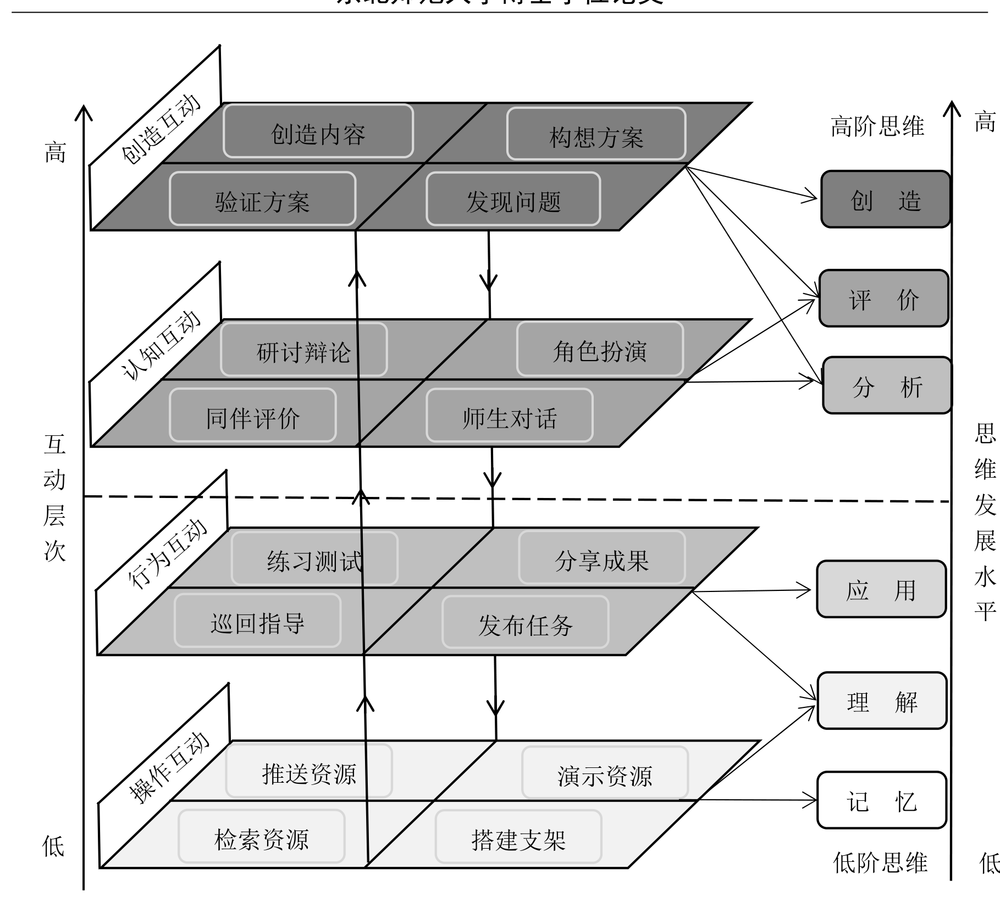 高
创造互动
创造内容
构想方案
高阶思维
高
验证方案
发现问题
创 造
认知互动
研讨辩论
角色扮演
评 价
同伴评价
师生对话
分 析
互动层次
思维发展水平
行为互动
练习测试
分享成果
应 用
巡回指导
发布任务
理 解
操作互动
推送资源
演示资源
记 忆
检索资源
搭建支架
低
低阶思维
低